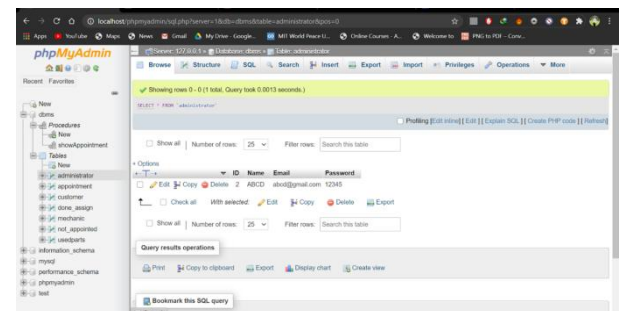 localhost/phpmyadmin/sql.php?server=1&db=dbms&table=administrator&pos=0
Apps YouTube Maps News Gmail My Drive - Google... MIT World Peace U... Online Courses - A... Welcome to PNG to PDF - Conv...
phpMyAdmin
Recent Favorites
New
dbms
Procedures
New
showAppointment
Tables
New
administrator
appointment
customer
done_assign
mechanic
not_appointed
usedparts
information_schema
mysql
performance_schema
phpmyadmin
test
Server: 127.0.0.1 » Database: dbms » Table: administrator
Browse Structure SQL Search Insert Export Import Privileges Operations More
Showing rows 0 - 0 (1 total, Query took 0.0013 seconds.)
SELECT * FROM `administrator`
Profiling [Edit inline] [ Edit ] [ Explain SQL ] [ Create PHP code ] [ Refresh]
Show all | Number of rows: 25 Filter rows: Search this table
+ Options
ID Name Email Password
Edit Copy Delete 2 ABCD abcd@gmail.com 12345
Check all With selected: Edit Copy Delete Export
Show all | Number of rows: 25 Filter rows: Search this table
Query results operations
Print Copy to clipboard Export Display chart Create view
Bookmark this SQL query